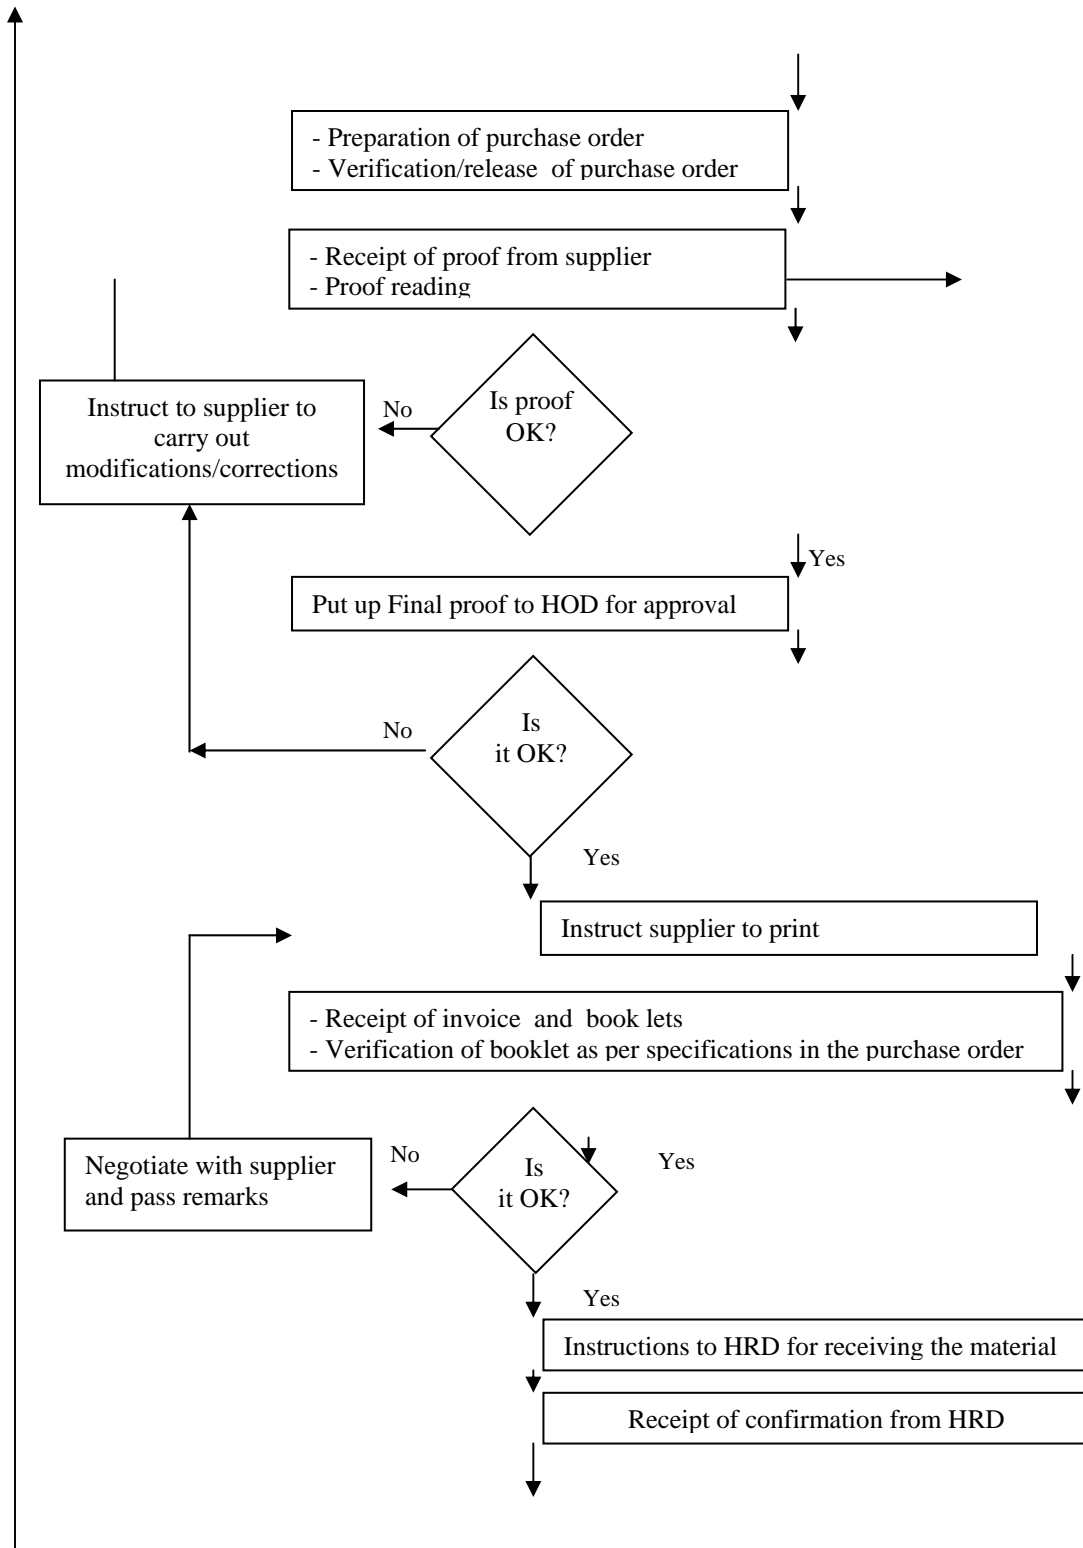 - Preparation of purchase order
- Verification/release of purchase order
- Receipt of proof from supplier
- Proof reading
Is proof
OK?
No
Instruct to supplier to
carry out
modifications/corrections
Yes
Put up Final proof to HOD for approval
Is
it OK?
No
Yes
Instruct supplier to print
- Receipt of invoice and book lets
- Verification of booklet as per specifications in the purchase order
Is
it OK?
No
Yes
Negotiate with supplier
and pass remarks
Yes
Instructions to HRD for receiving the material
Receipt of confirmation from HRD